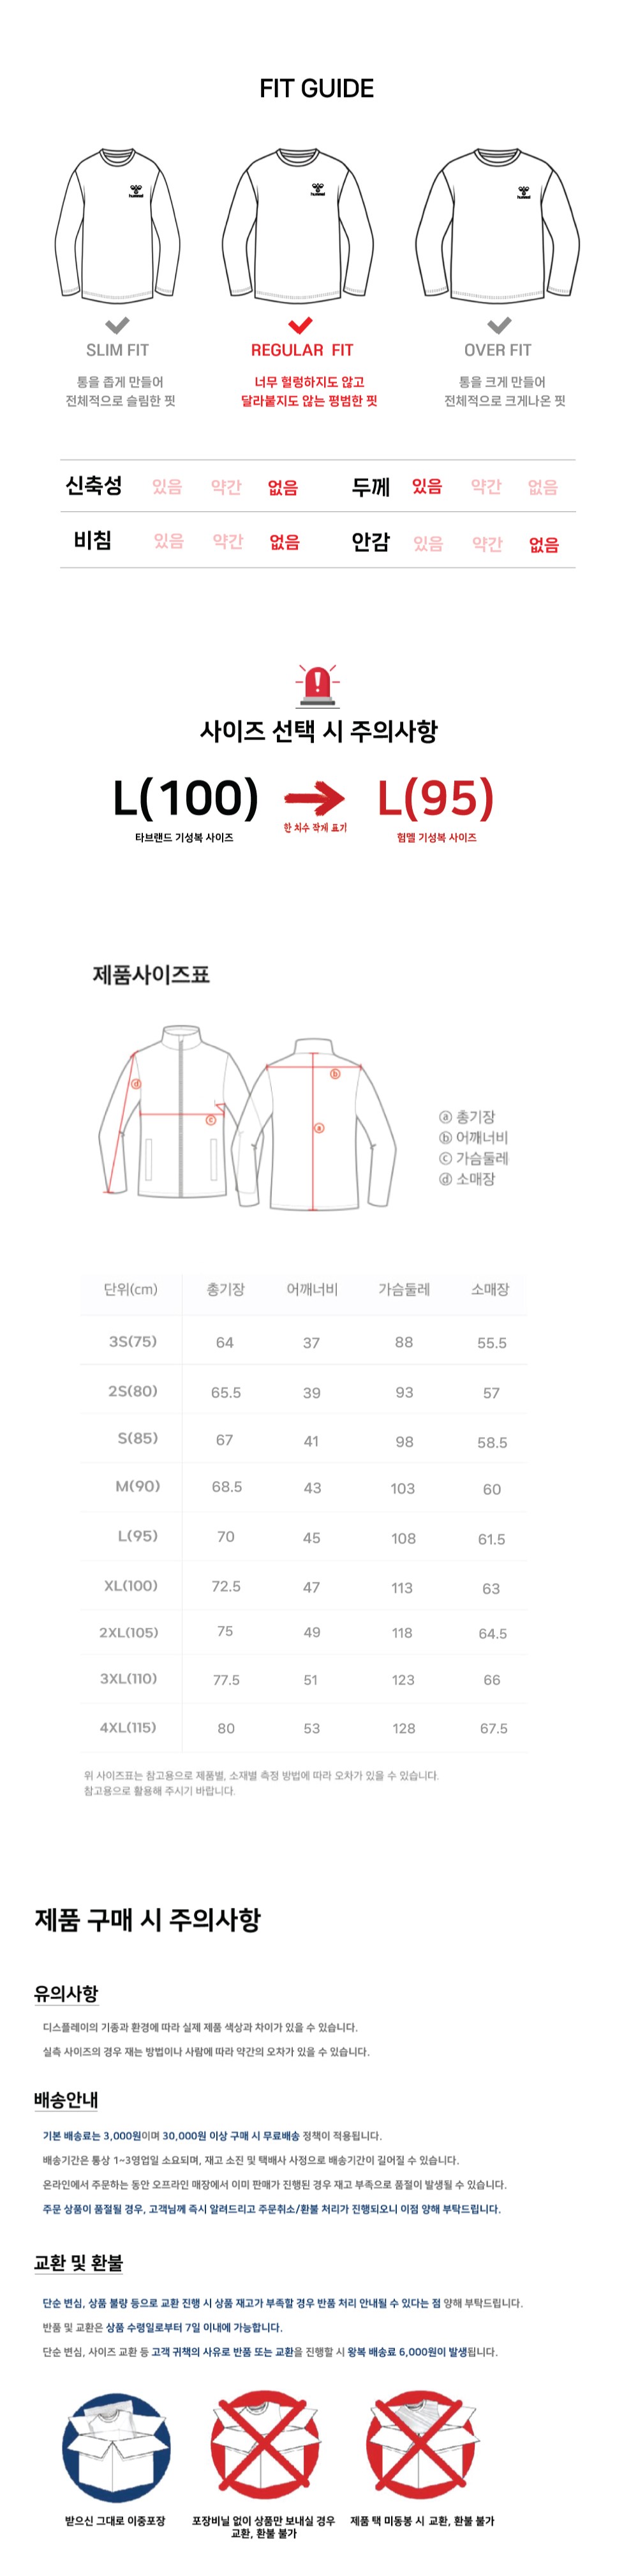 FIT GUIDE
hummel
hummel
hummel
SLIM FIT
REGULAR FIT
OVER FIT
통을 좁게 만들어
전체적으로 슬림한 핏
너무 헐렁하지도 않고
달라붙지도 않는 평범한 핏
통을 크게 만들어
전체적으로 크게나온 핏
신축성 있음 약간 없음 두께 있음 약간 없음
비침 있음 약간 없음 안감 있음 약간 없음
사이즈 선택 시 주의사항
L(100) L(95)
한 치수 작게 표기
타브랜드 기성복 사이즈
험멜 기성복 사이즈
제품사이즈표
ⓓ ⓒ ⓑ ⓐ
ⓐ 총기장
ⓑ 어깨너비
ⓒ 가슴둘레
ⓓ 소매장
단위(cm) 총기장 어깨너비 가슴둘레 소매장
3S(75) 64 37 88 55.5
2S(80) 65.5 39 93 57
S(85) 67 41 98 58.5
M(90) 68.5 43 103 60
L(95) 70 45 108 61.5
XL(100) 72.5 47 113 63
2XL(105) 75 49 118 64.5
3XL(110) 77.5 51 123 66
4XL(115) 80 53 128 67.5
위 사이즈표는 참고용으로 제품별, 소재별 측정 방법에 따라 오차가 있을 수 있습니다.
참고용으로 활용해 주시기 바랍니다.
제품 구매 시 주의사항
유의사항
디스플레이의 기종과 환경에 따라 실제 제품 색상과 차이가 있을 수 있습니다.
실측 사이즈의 경우 재는 방법이나 사람에 따라 약간의 오차가 있을 수 있습니다.
배송안내
기본 배송료는 3,000원이며 30,000원 이상 구매 시 무료배송 정책이 적용됩니다.
배송기간은 통상 1~3영업일 소요되며, 재고 소진 및 택배사 사정으로 배송기간이 길어질 수 있습니다.
온라인에서 주문하는 동안 오프라인 매장에서 이미 판매가 진행된 경우 재고 부족으로 품절이 발생될 수 있습니다.
주문 상품이 품절될 경우, 고객님께 즉시 알려드리고 주문취소/환불 처리가 진행되오니 이점 양해 부탁드립니다.
교환 및 환불
단순 변심, 상품 불량 등으로 교환 진행 시 상품 재고가 부족할 경우 반품 처리 안내될 수 있다는 점 양해 부탁드립니다.
반품 및 교환은 상품 수령일로부터 7일 이내에 가능합니다.
단순 변심, 사이즈 교환 등 고객 귀책의 사유로 반품 또는 교환을 진행할 시 왕복 배송료 6,000원이 발생됩니다.
받으신 그대로 이중포장
포장비닐 없이 상품만 보내실 경우
교환, 환불 불가
제품 택 미동봉 시 교환, 환불 불가